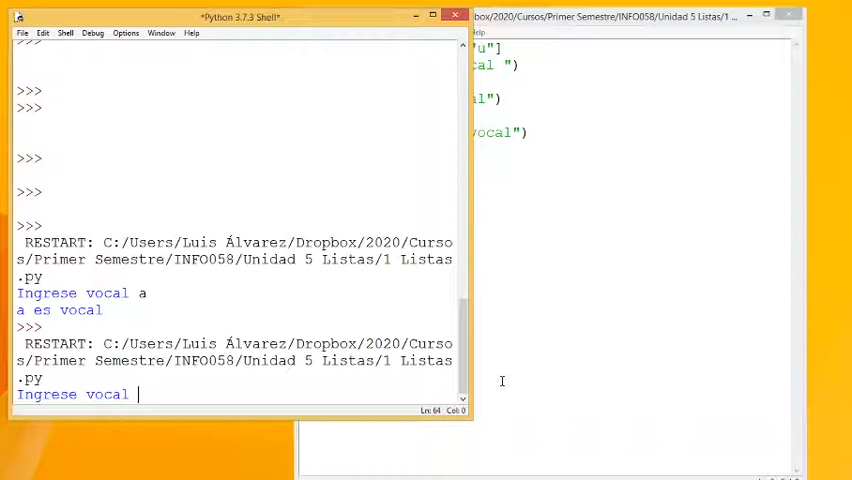 *Python 3.7.3 Shell*
File Edit Shell Debug Options Window Help
>>>
>>>
>>>
>>>
>>>
>>>
RESTART: C:/Users/Luis Álvarez/Dropbox/2020/Curso
s/Primer Semestre/INFO058/Unidad 5 Listas/1 Listas
.py
Ingrese vocal a
a es vocal
>>>
RESTART: C:/Users/Luis Álvarez/Dropbox/2020/Curso
s/Primer Semestre/INFO058/Unidad 5 Listas/1 Listas
.py
Ingrese vocal
Ln: 64 Col: 0
pbox/2020/Cursos/Primer Semestre/INFO058/Unidad 5 Listas/1 ...
Help
"u"]
cal ")
al")
vocal")